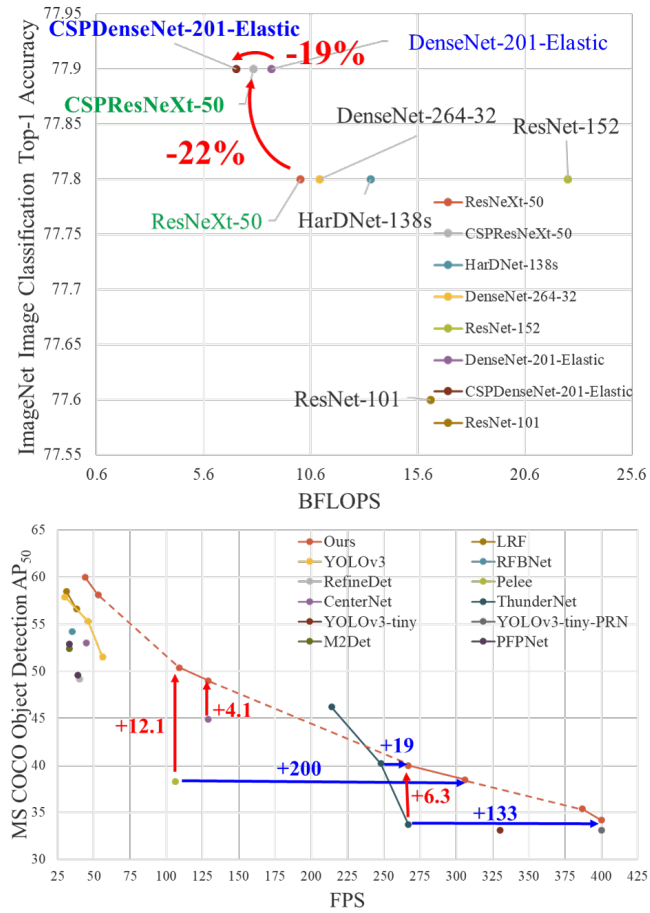 CSPDenseNet-201-Elastic
-19%
DenseNet-201-Elastic
77.9
CSPResNeXt-50
77.85
DenseNet-264-32
ResNet-152
-22%
77.8
ResNeXt-50
HarDNet-138s
77.75
77.7
77.65
ResNet-101
77.6
77.55
ImageNet Image Classification Top-1 Accuracy
ResNeXt-50
CSPResNeXt-50
HarDNet-138s
DenseNet-264-32
ResNet-152
DenseNet-201-Elastic
CSPDenseNet-201-Elastic
ResNet-101
0.6 5.6 10.6 15.6 20.6 25.6
BFLOPS
MS COCO Object Detection AP50
65
60
55
50
45
40
35
30
Ours LRF
YOLOv3 RFBNet
RefineDet Pelee
CenterNet ThunderNet
YOLOv3-tiny YOLOv3-tiny-PRN
M2Det PFPNet
+12.1
+4.1
+19
+200
+6.3
+133
25 50 75 100 125 150 175 200 225 250 275 300 325 350 375 400 425
FPS